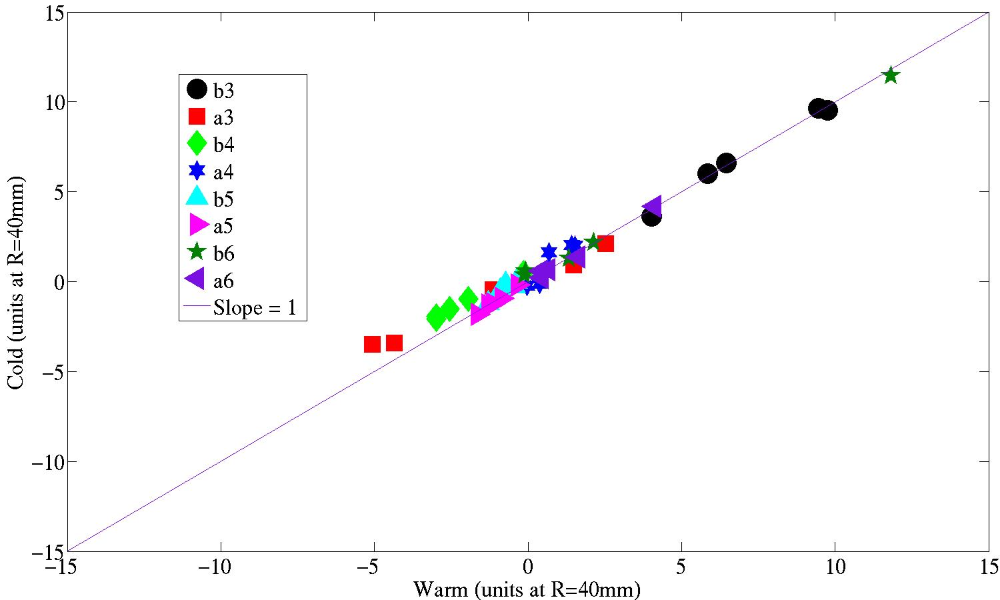 15
10
5
0
−5
−10
−15
Cold (units at R=40mm)
b3
a3
b4
a4
b5
a5
b6
a6
Slope = 1
−15
−10
−5
0
5
10
15
Warm (units at R=40mm)